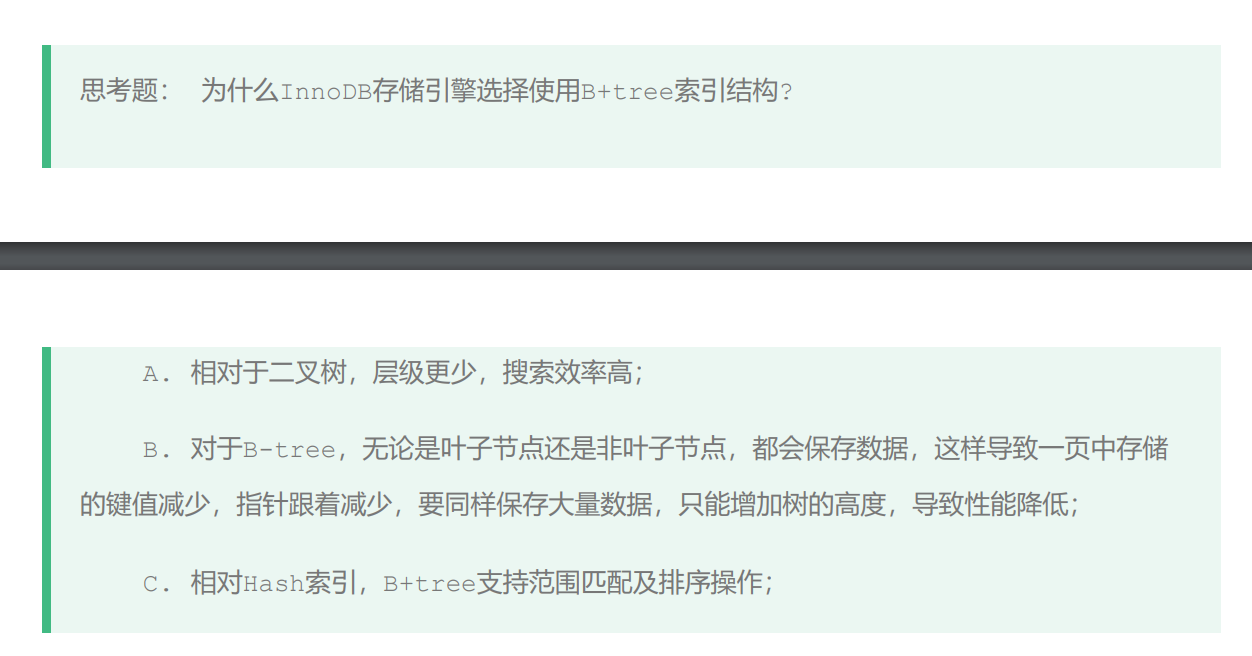 思考题： 为什么InnoDB存储引擎选择使用B+tree索引结构?
A. 相对于二叉树，层级更少，搜索效率高；
B. 对于B-tree，无论是叶子节点还是非叶子节点，都会保存数据，这样导致一页中存储
的键值减少，指针跟着减少，要同样保存大量数据，只能增加树的高度，导致性能降低；
C. 相对Hash索引，B+tree支持范围匹配及排序操作；